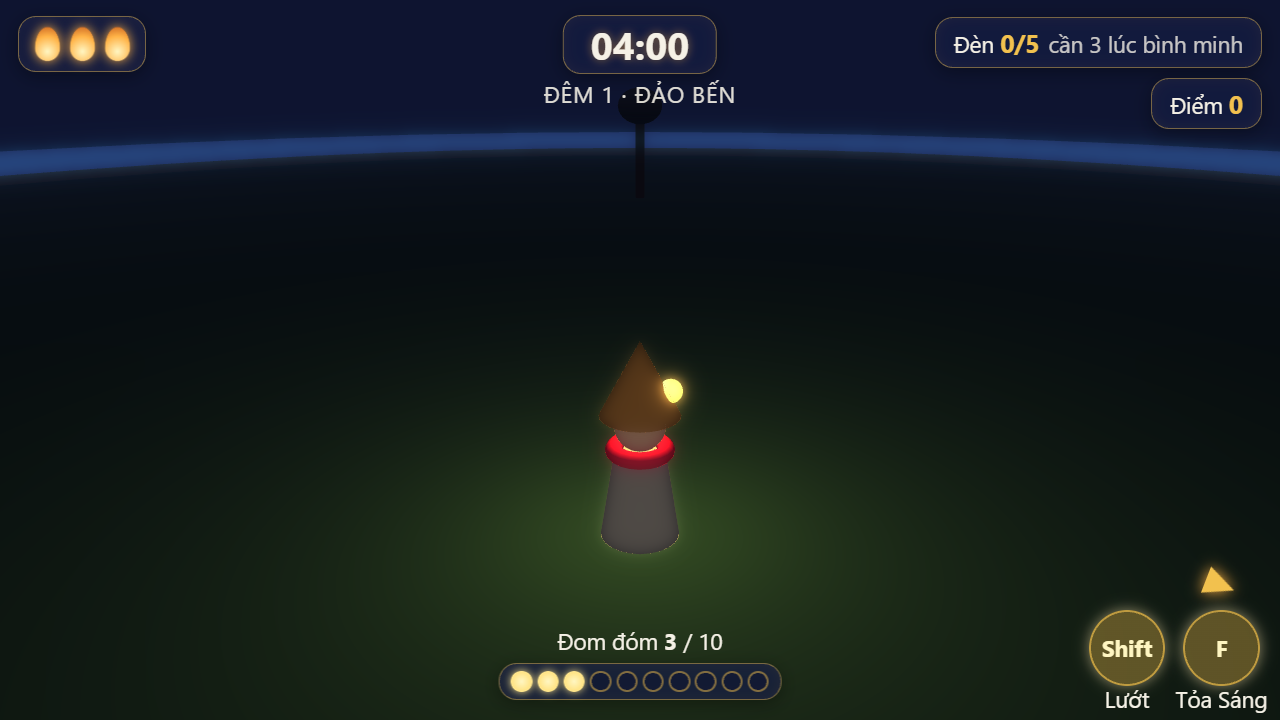 04:00
ĐÊM 1 · ĐẢO BẾN
Đèn 0/5 cần 3 lúc bình minh
Điểm 0
Đom đóm 3 / 10
Shift
F
Lướt
Tỏa Sáng